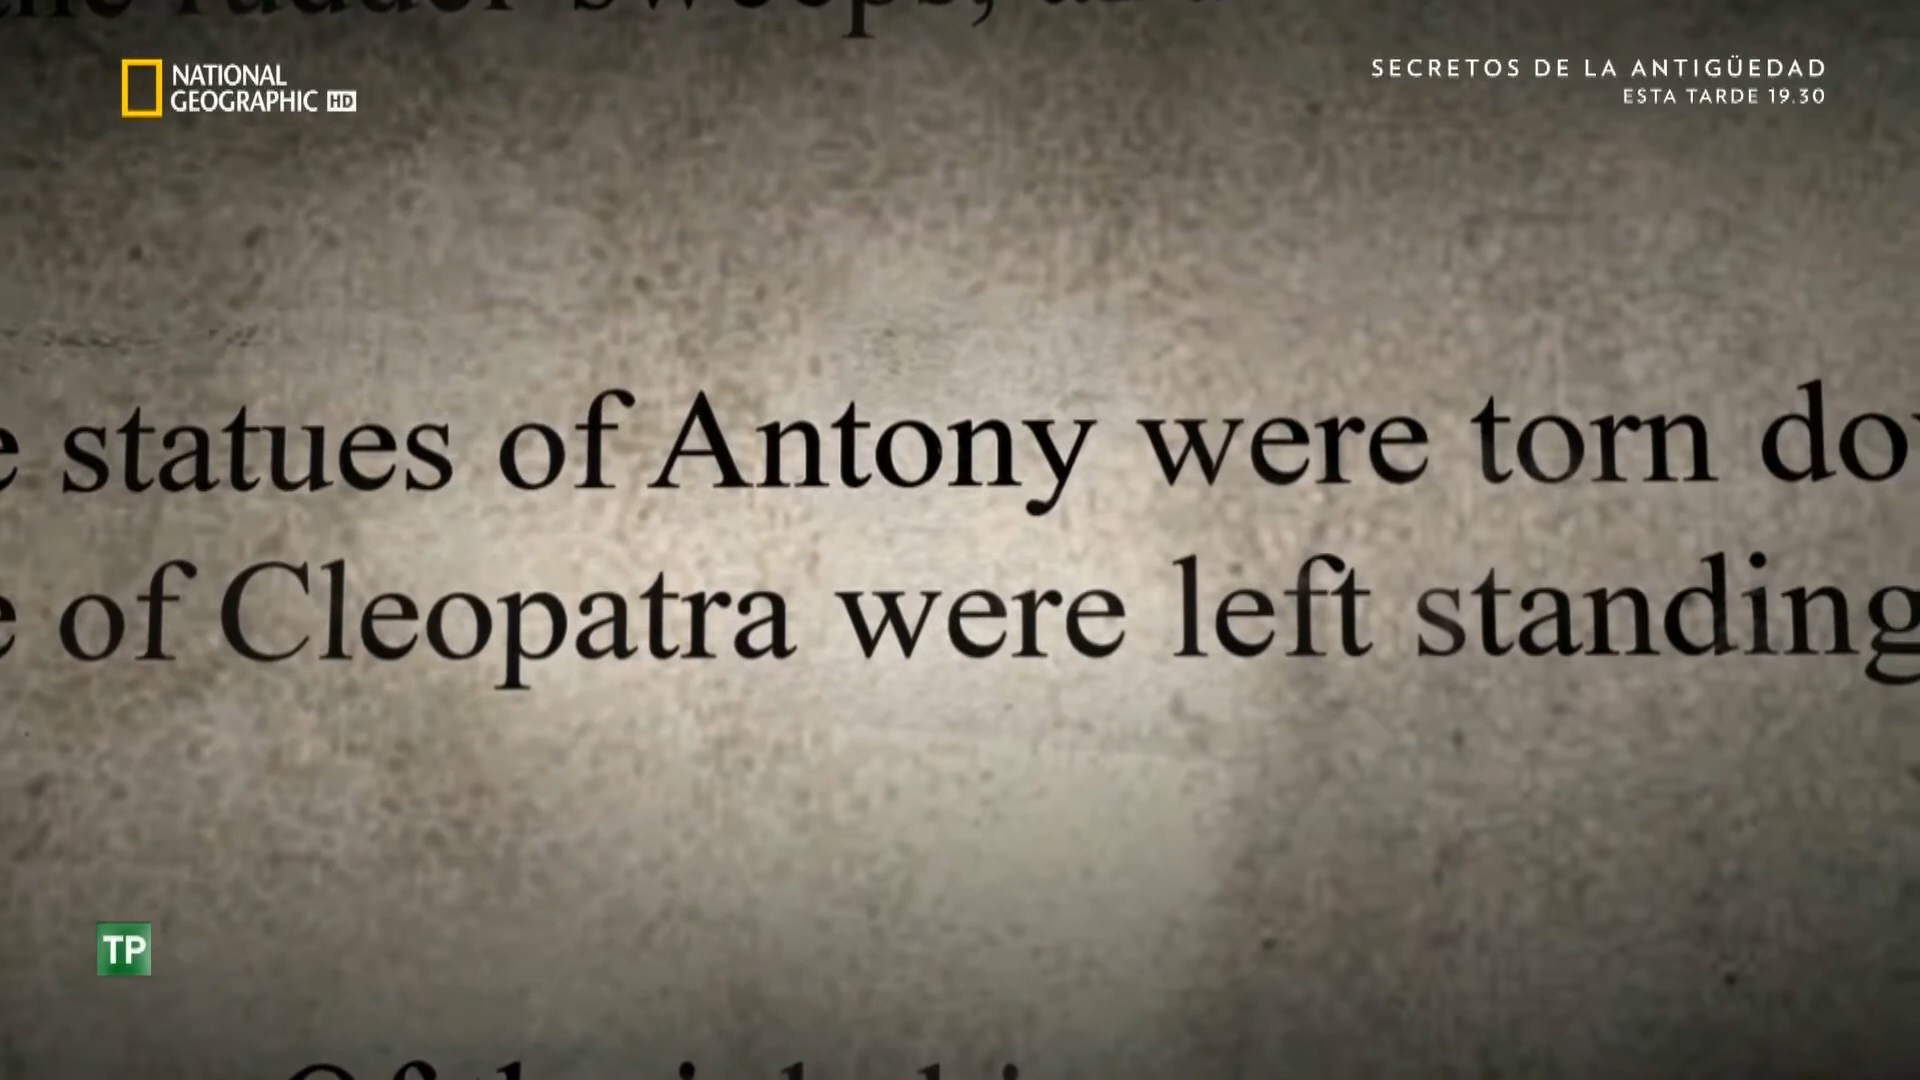 sweeps,
NATIONAL
GEOGRAPHIC HD
SECRETOS DE LA ANTIGÜEDAD
ESTA TARDE 19.30
statues of Antony were torn
of Cleopatra were left standing
TP